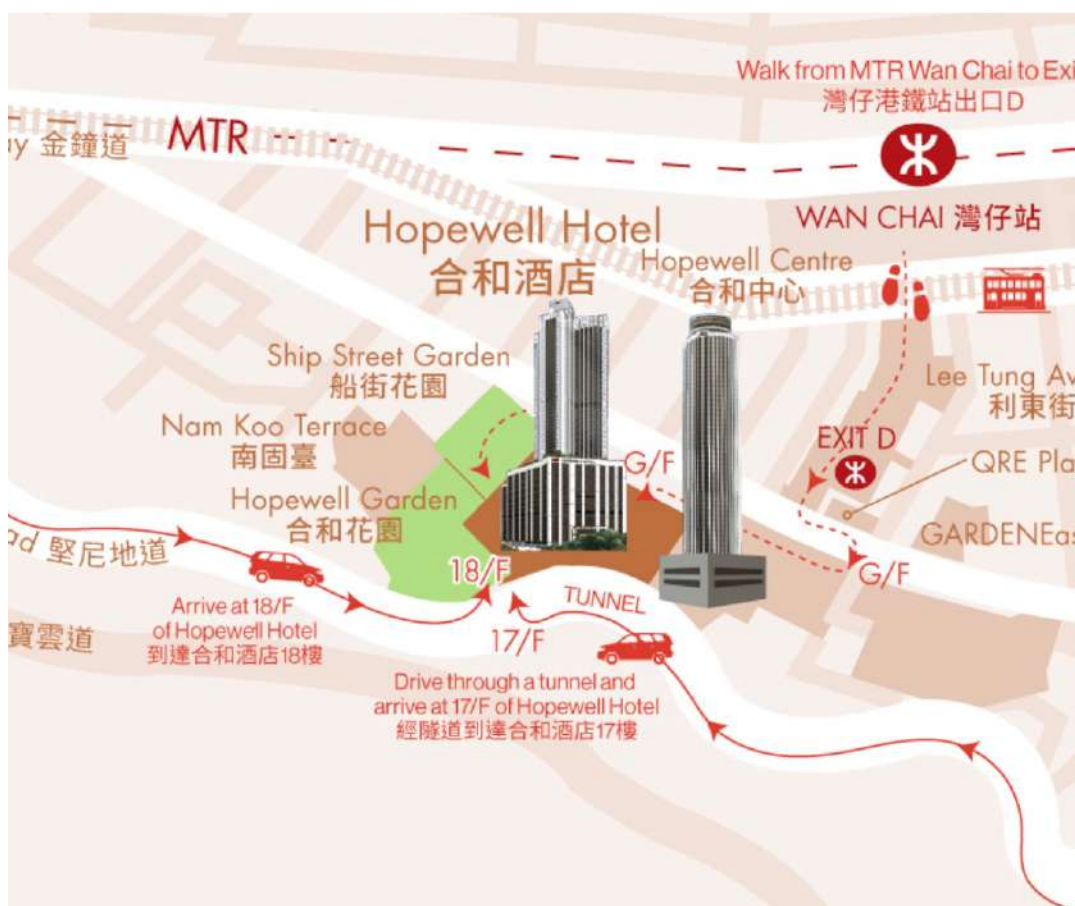 Walk from MTR Wan Chai to Exi
灣仔港鐵站出口D
ay 金鐘道
MTR
WAN CHAI 灣仔站
Hopewell Hotel
合和酒店
Hopewell Centre
合和中心
Ship Street Garden
船街花園
Lee Tung Av
利東街
Nam Koo Terrace
南固臺
EXIT D
G/F
QRE Pla
Hopewell Garden
合和花園
GARDENEas
ad 堅尼地道
18/F
G/F
TUNNEL
Arrive at 18/F
of Hopewell Hotel
到達合和酒店18樓
17/F
寶雲道
Drive through a tunnel and
arrive at 17/F of Hopewell Hotel
經隧道到達合和酒店17樓